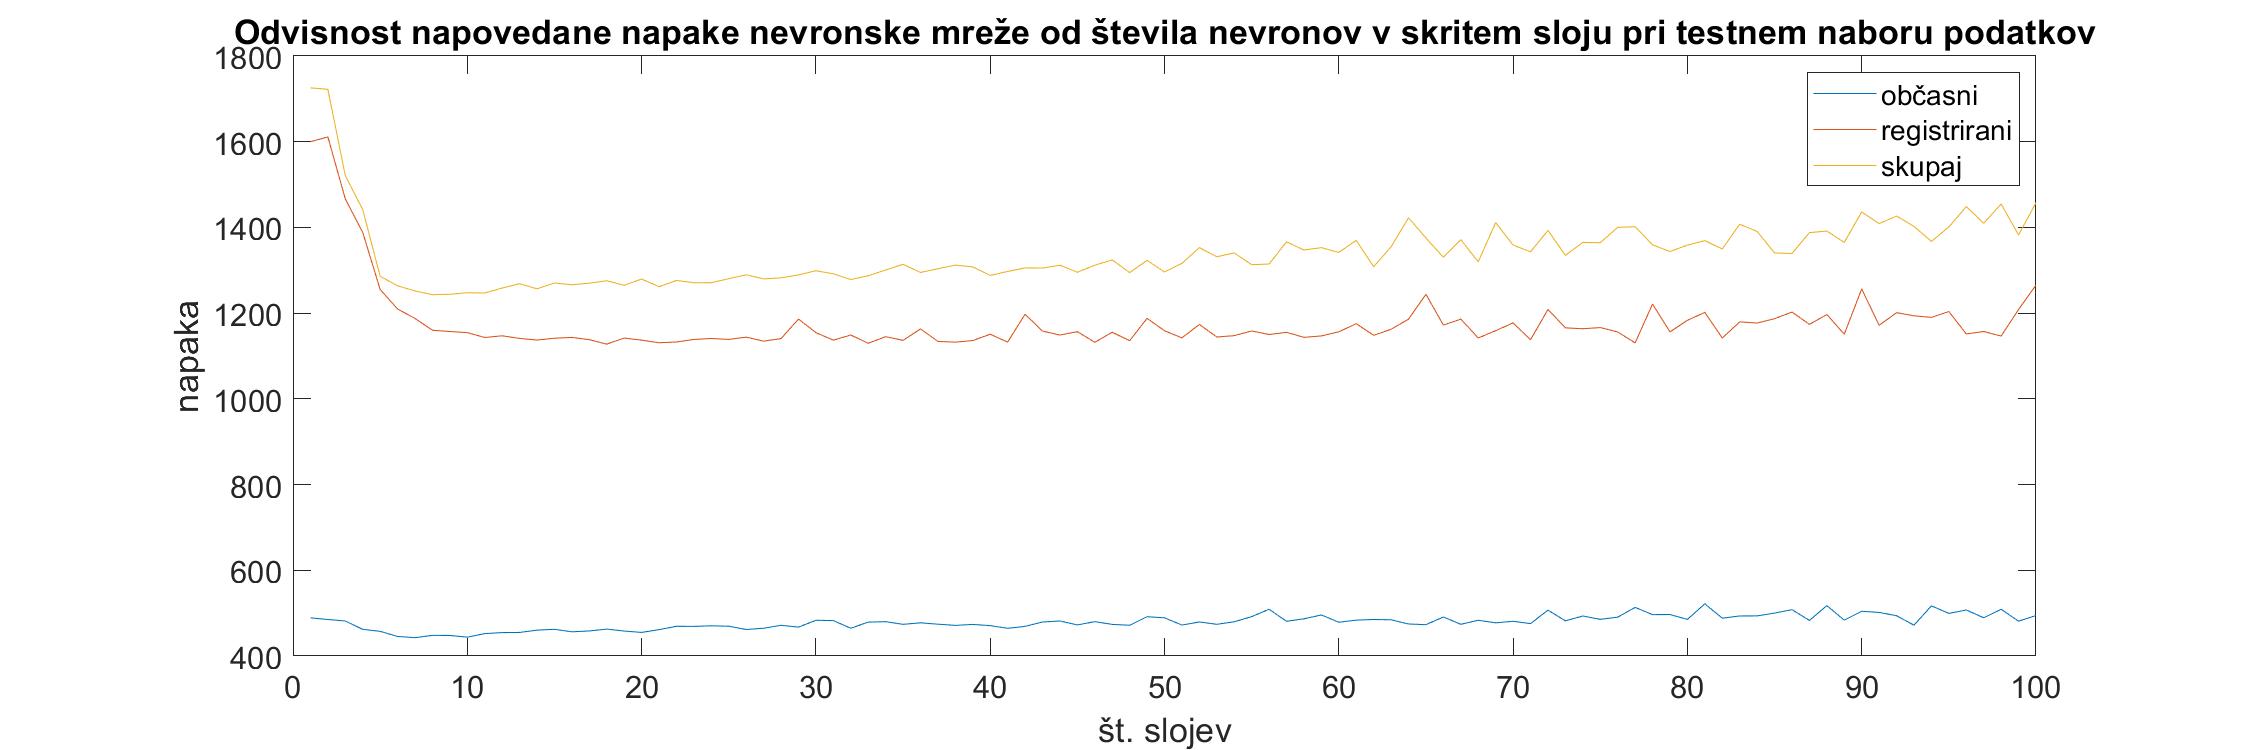 Odvisnost napovedane napake nevronske mreže od števila nevronov v skritem sloju pri testnem naboru podatkov
1800
1600
1400
1200
1000
800
600
400
napaka
občasni
registrirani
skupaj
0 10 20 30 40 50 60 70 80 90 100
št. slojev